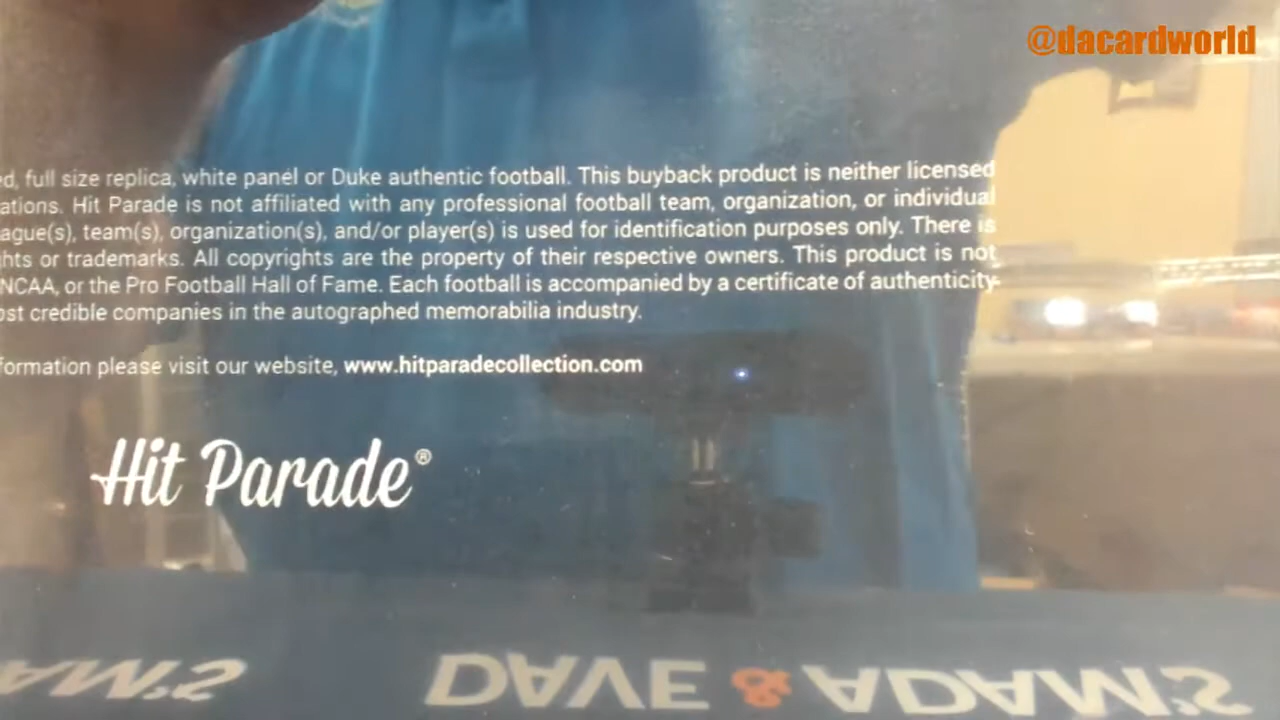 @dacardworld
ed, full size replica, white panel or Duke authentic football. This buyback product is neither licensed
ations. Hit Parade is not affiliated with any professional football team, organization, or individual
ague(s), team(s), organization(s), and/or player(s) is used for identification purposes only. There is
hts or trademarks. All copyrights are the property of their respective owners. This product is not
NCAA, or the Pro Football Hall of Fame. Each football is accompanied by a certificate of authenticity
ost credible companies in the autographed memorabilia industry.
formation please visit our website, www.hitparadecollection.com
Hit Parade®
AM'S
DAVE & ADAM'S